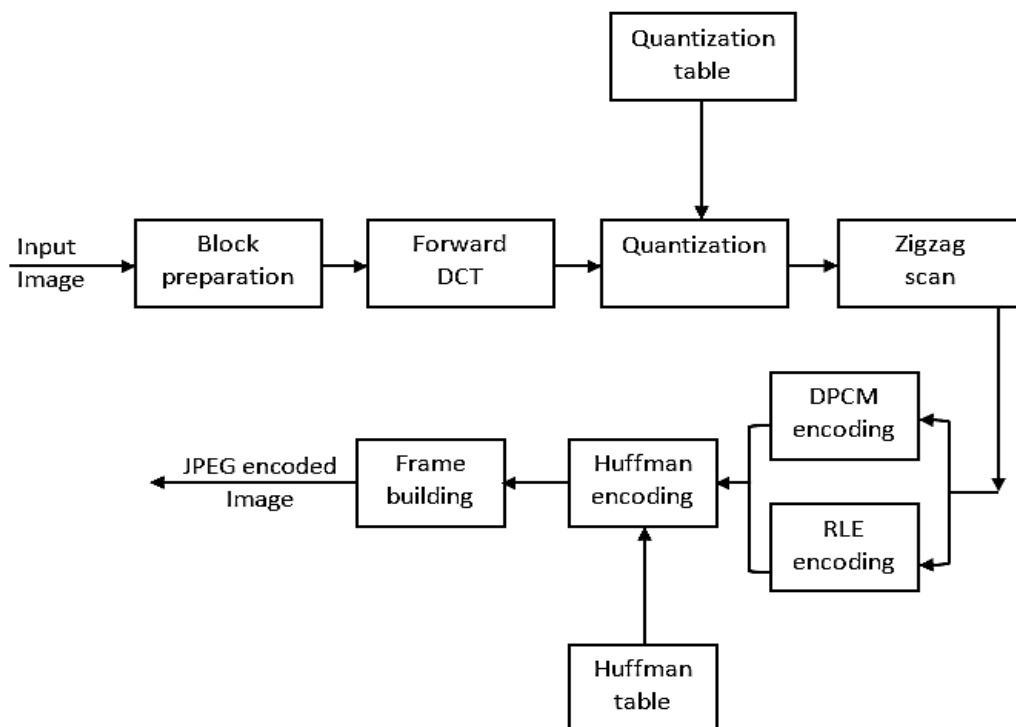 Quantization
table
Input
Image
Block
preparation
Forward
DCT
Quantization
Zigzag
scan
DPCM
encoding
JPEG encoded
Image
Frame
building
Huffman
encoding
RLE
encoding
Huffman
table